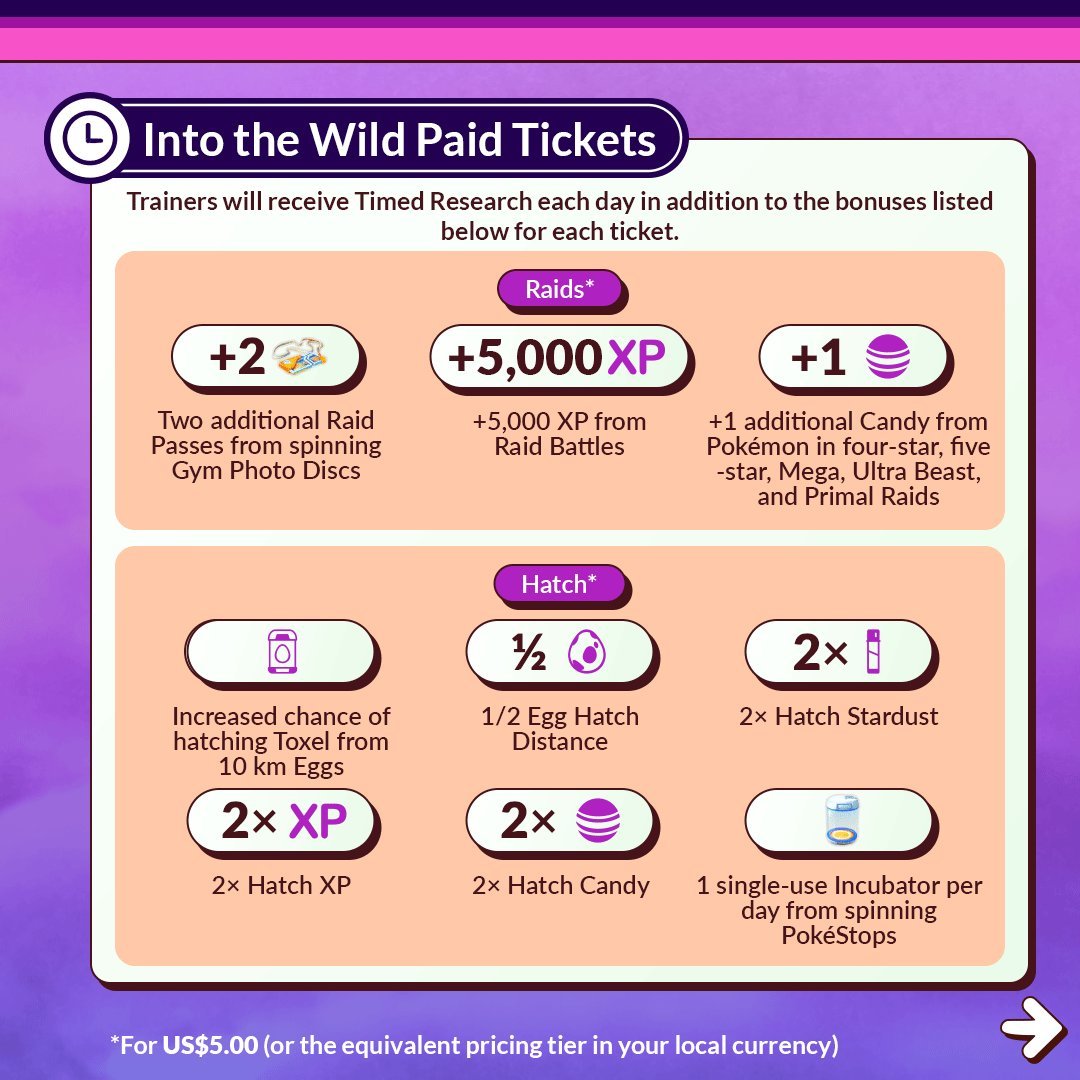 Into the Wild Paid Tickets
Trainers will receive Timed Research each day in addition to the bonuses listed
below for each ticket.
Raids*
+2
+5,000 XP
+1
Two additional Raid
Passes from spinning
Gym Photo Discs
+5,000 XP from
Raid Battles
+1 additional Candy from
Pokémon in four-star, five
-star, Mega, Ultra Beast,
and Primal Raids
Hatch*
½
2×
Increased chance of
hatching Toxel from
10 km Eggs
1/2 Egg Hatch
Distance
2× Hatch Stardust
2× XP
2×
2× Hatch XP
2× Hatch Candy
1 single-use Incubator per
day from spinning
PokéStops
*For US$5.00 (or the equivalent pricing tier in your local currency)